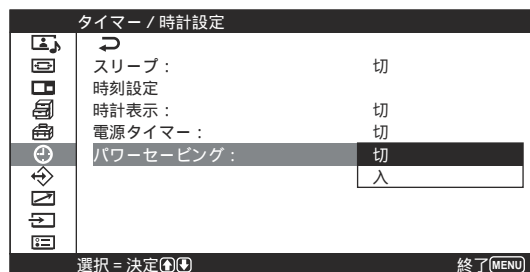 タイマー / 時計設定
スリープ： 切
時刻設定
時計表示： 切
電源タイマー： 切
パワーセービング： 切
入
選択 = 決定 終了 MENU